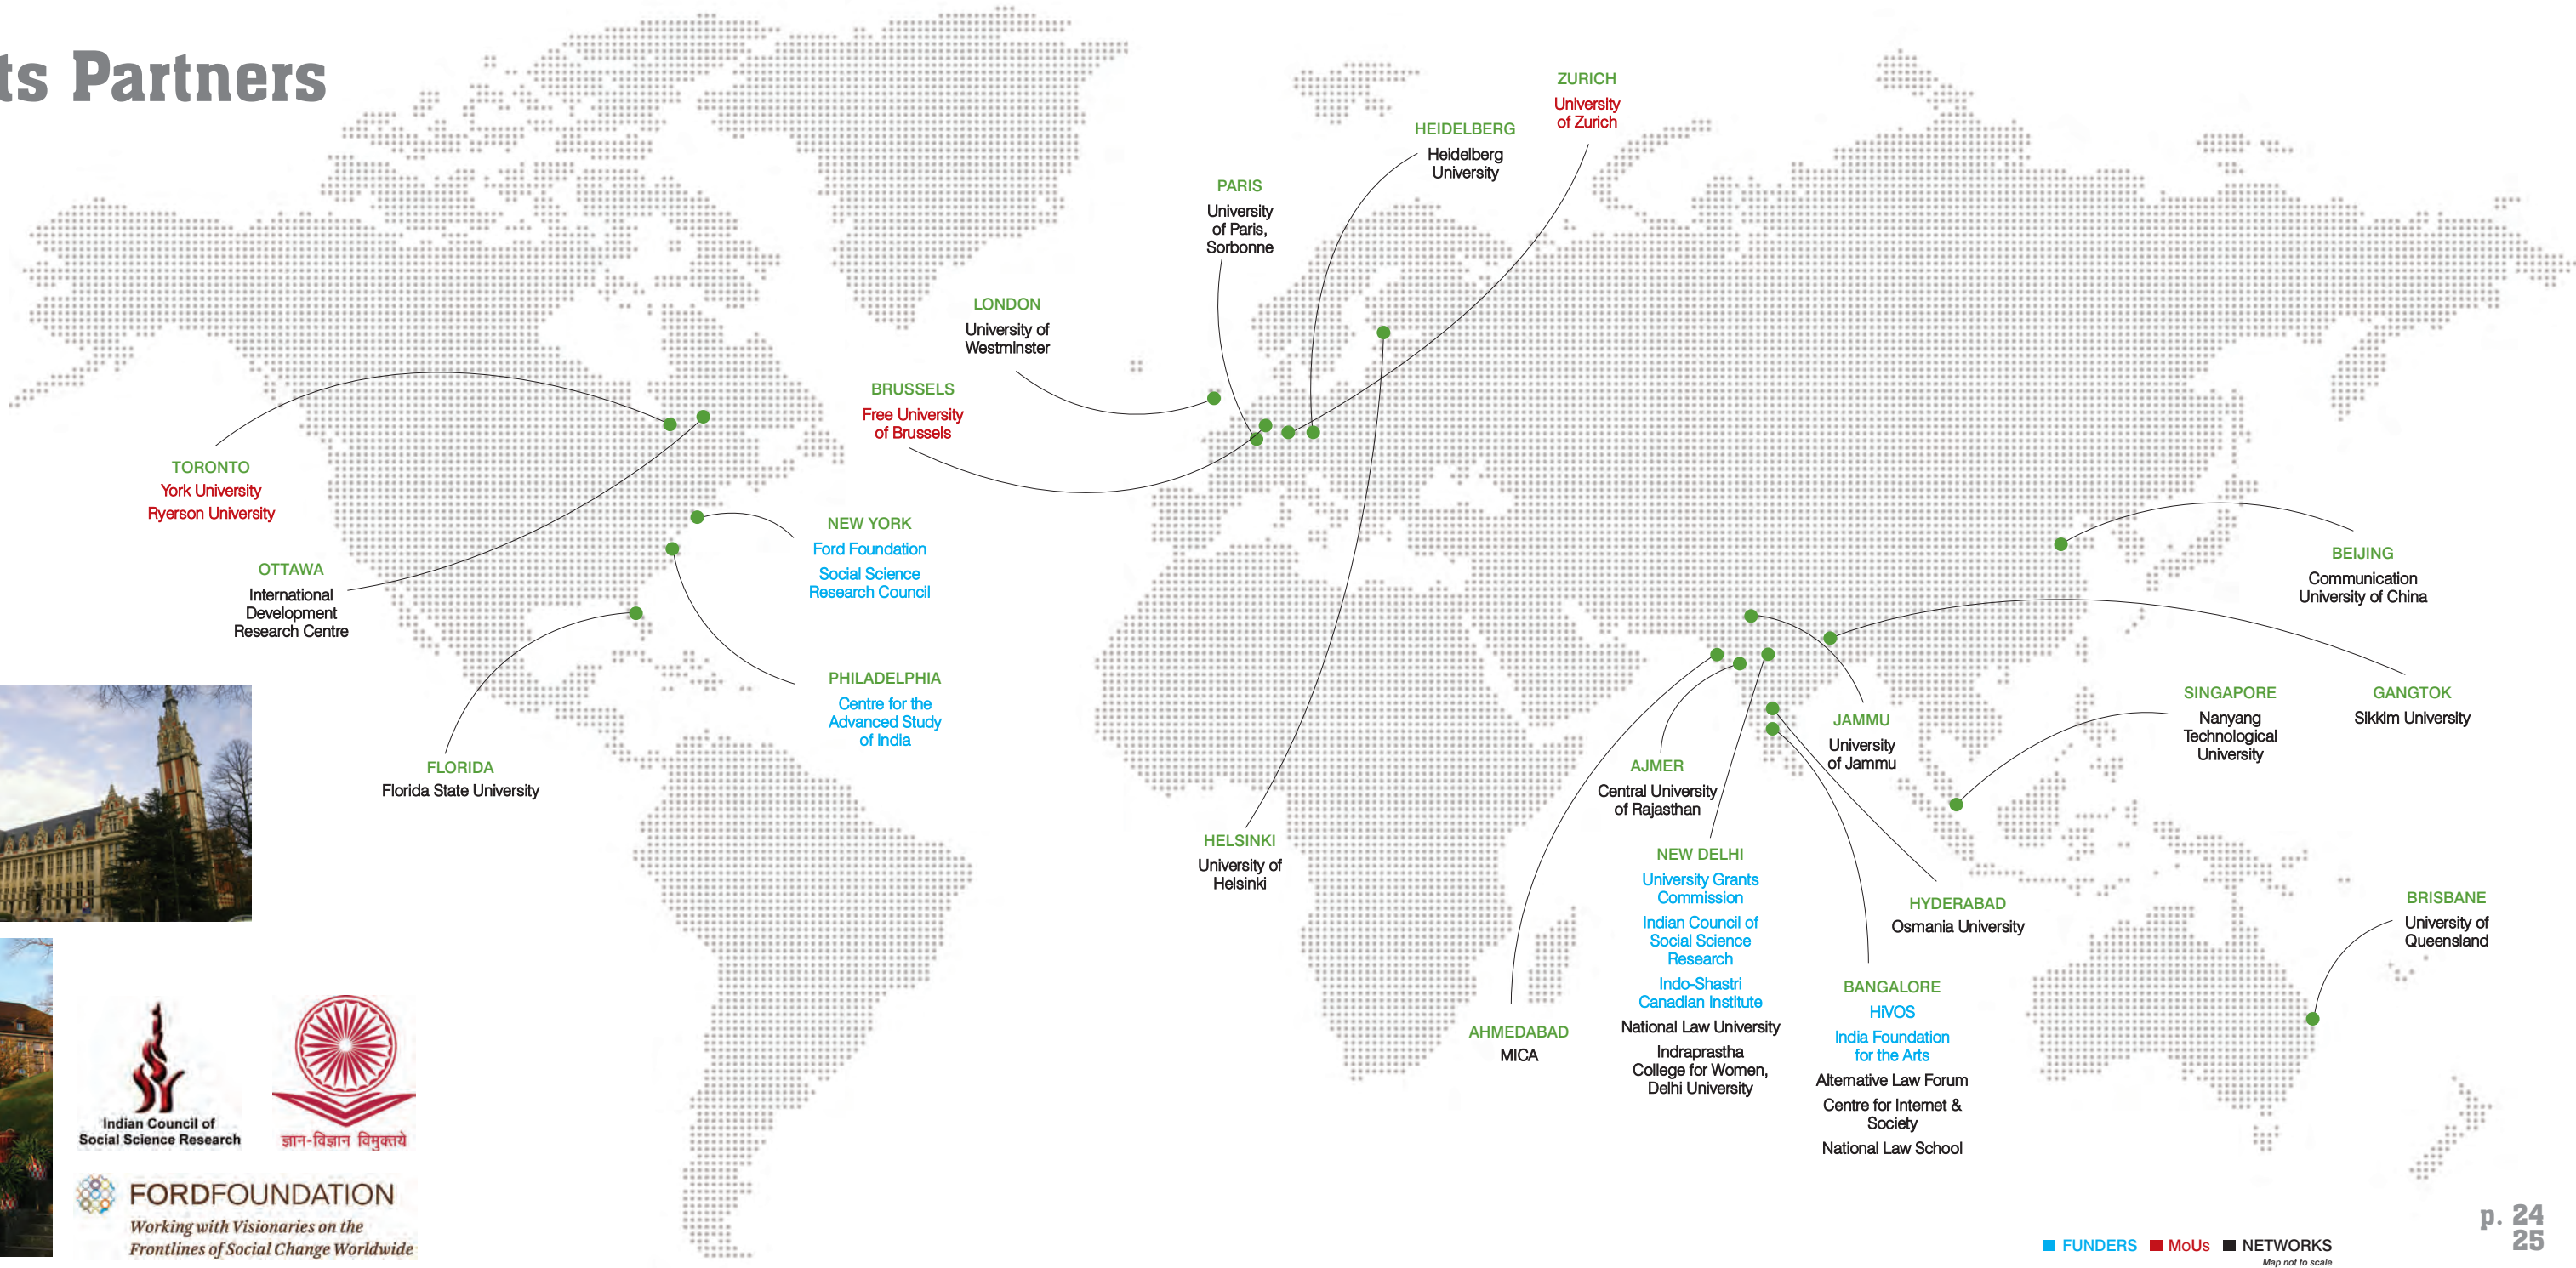 ts Partners
ZURICH
University
of Zurich
HEIDELBERG
Heidelberg
University
PARIS
University
of Paris,
Sorbonne
LONDON
University of
Westminster
BRUSSELS
Free University
of Brussels
TORONTO
York University
Ryerson University
OTTAWA
International
Development
Research Centre
NEW YORK
Ford Foundation
Social Science
Research Council
PHILADELPHIA
Centre for the
Advanced Study
of India
FLORIDA
Florida State University
HELSINKI
University of
Helsinki
BEIJING
Communication
University of China
GANGTOK
Sikkim University
SINGAPORE
Nanyang
Technological
University
JAMMU
University
of Jammu
AJMER
Central University
of Rajasthan
NEW DELHI
University Grants
Commission
Indian Council of
Social Science
Research
Indo-Shastri
Canadian Institute
National Law University
Indraprastha
College for Women,
Delhi University
HYDERABAD
Osmania University
BANGALORE
HiVOS
India Foundation
for the Arts
Alternative Law Forum
Centre for Internet &
Society
National Law School
AHMEDABAD
MICA
BRISBANE
University of
Queensland
Indian Council of
Social Science Research
ज्ञान-विज्ञान विमुक्तये
FORDFOUNDATION
Working with Visionaries on the
Frontlines of Social Change Worldwide
FUNDERS MoUs NETWORKS
Map not to scale
p. 24
25